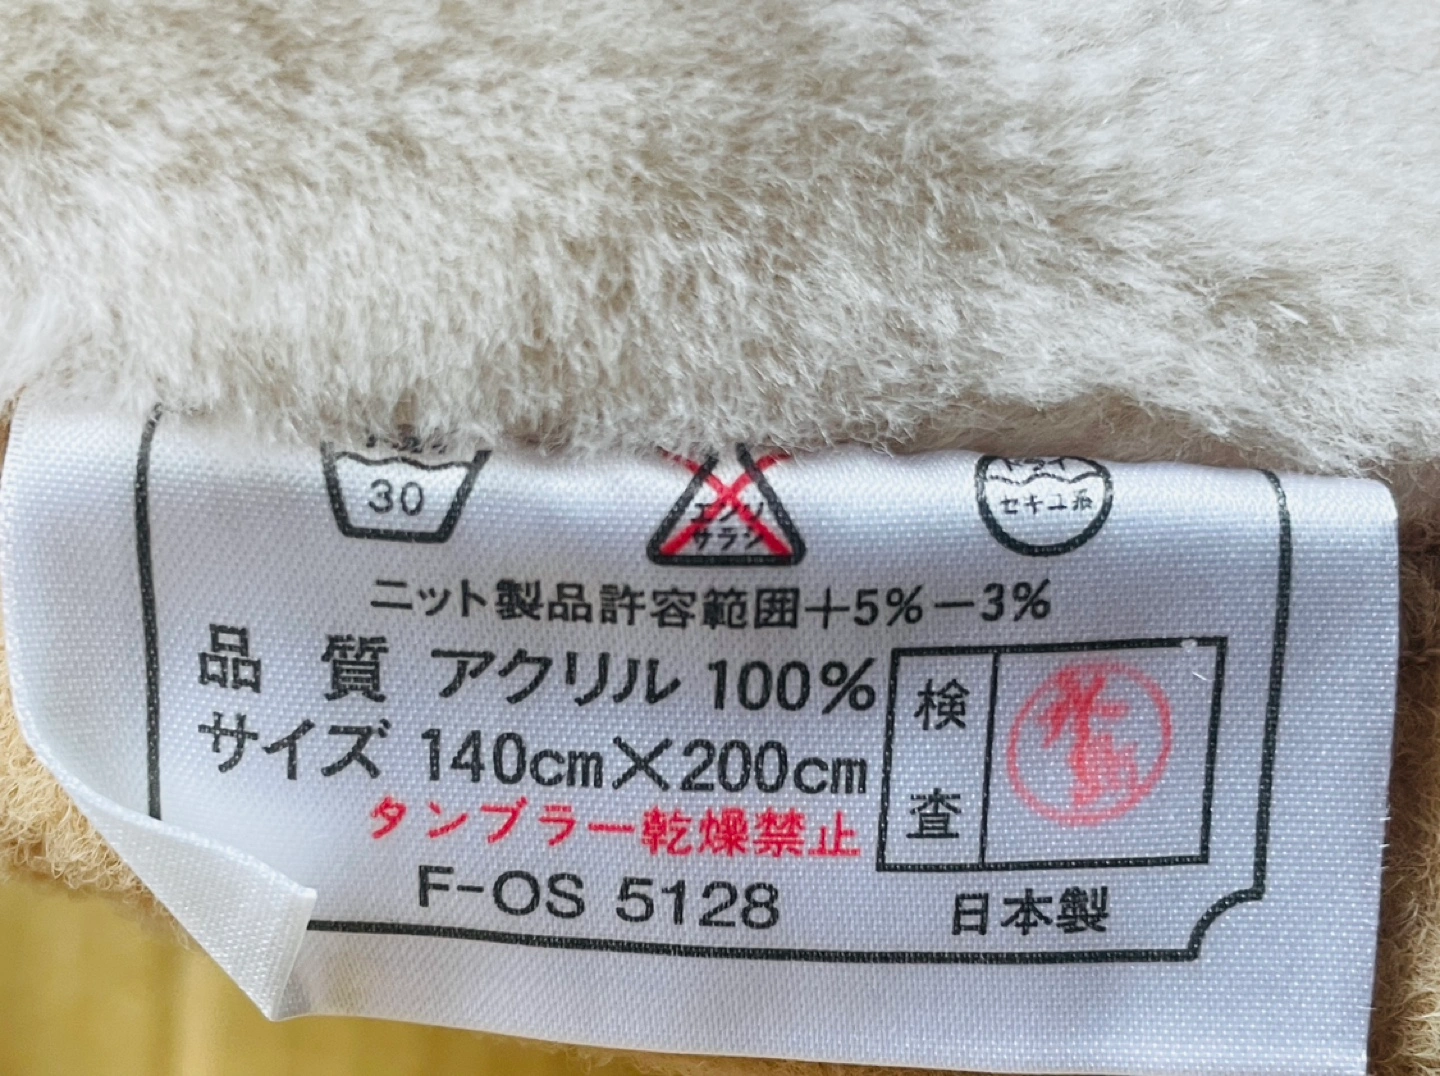 30
エンソ
サラシ
ドライ
セキユ系
ニット製品許容範囲+5%-3%
品質 アクリル 100%
サイズ 140cm×200cm
タンブラー乾燥禁止
検査
F-OS 5128
日本製